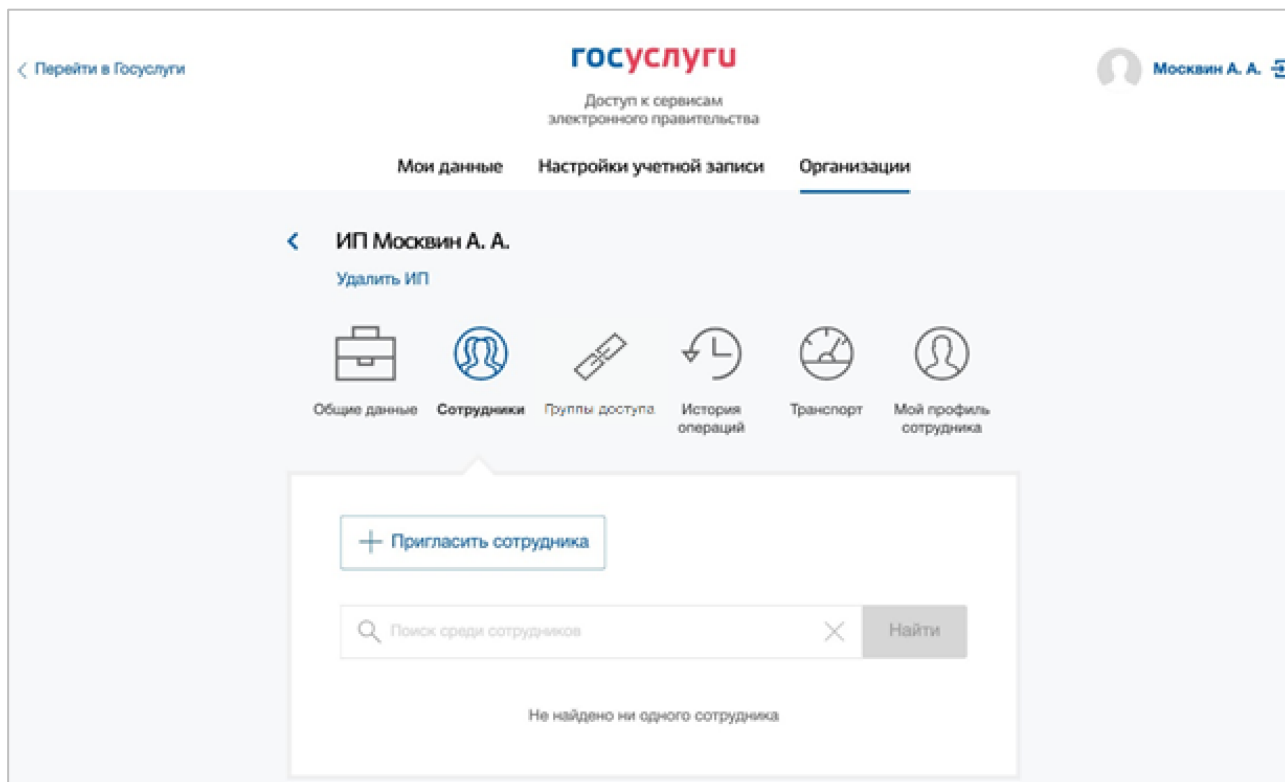 Перейти в Госуслуги
госуслуги
Москвин А. А.
Доступ к сервисам
электронного правительства
Мои данные Настройки учетной записи Организации
ИП Москвин А. А.
Удалить ИП
Общие данные Сотрудники Группы доступа История операций Транспорт Мой профиль сотрудника
Пригласить сотрудника
Поиск среди сотрудников Найти
Не найдено ни одного сотрудника